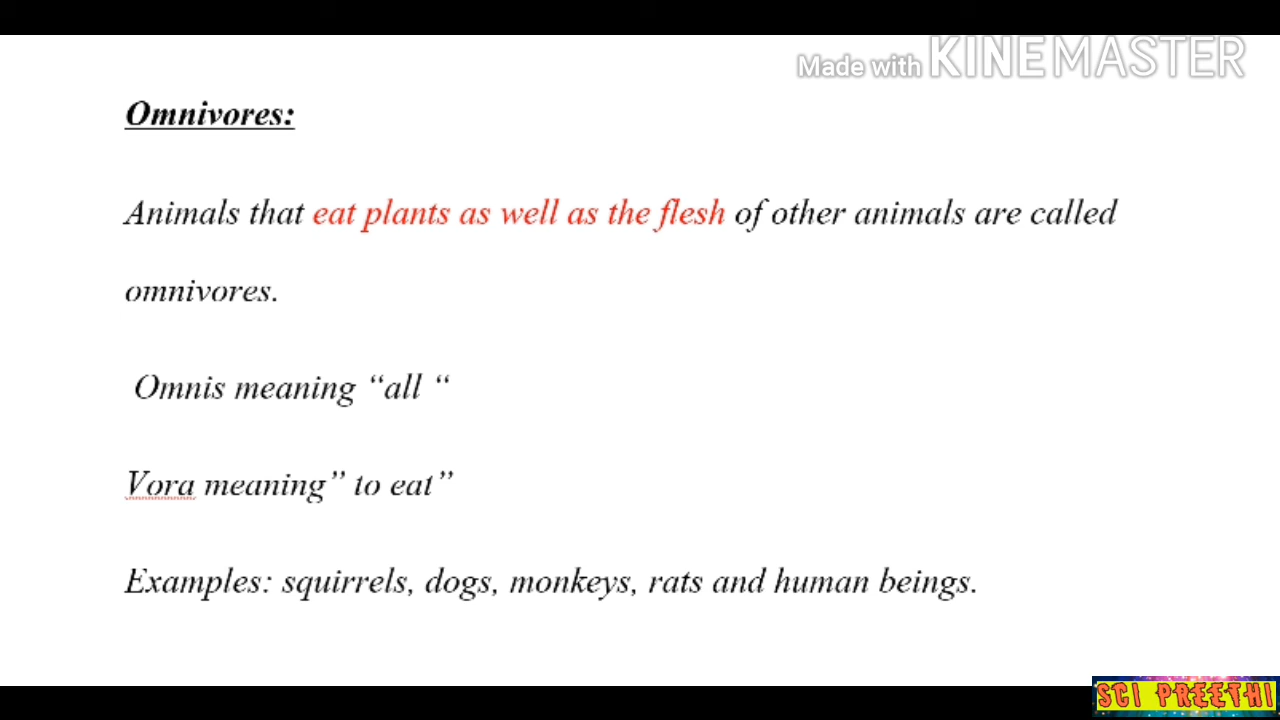 Made with KINEMASTER
Omnivores:
Animals that eat plants as well as the flesh of other animals are called
omnivores.
Omnis meaning “all “
Vora meaning” to eat”
Examples: squirrels, dogs, monkeys, rats and human beings.
SCI PREETHI